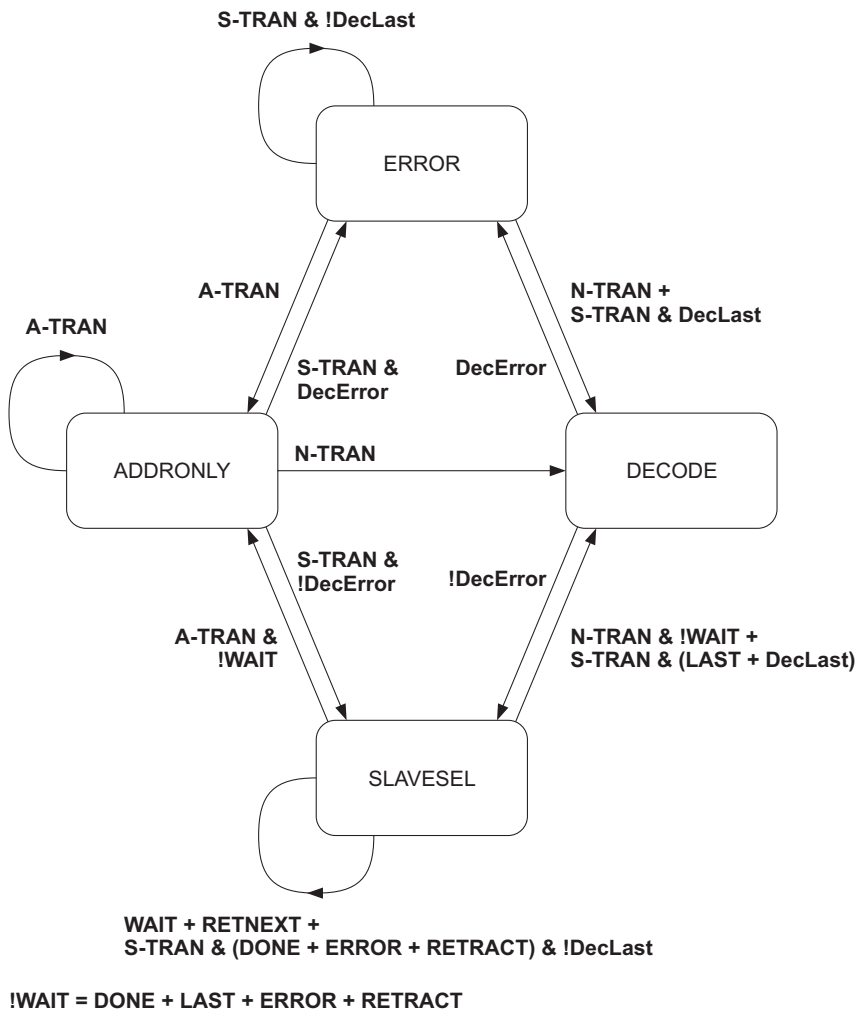 S-TRAN & !DecLast
ERROR
A-TRAN
N-TRAN +
S-TRAN & DecLast
A-TRAN
S-TRAN &
DecError
DecError
ADDRONLY
N-TRAN
DECODE
S-TRAN &
!DecError
!DecError
A-TRAN &
!WAIT
N-TRAN & !WAIT +
S-TRAN & (LAST + DecLast)
SLAVESEL
WAIT + RETNEXT +
S-TRAN & (DONE + ERROR + RETRACT) & !DecLast
!WAIT = DONE + LAST + ERROR + RETRACT